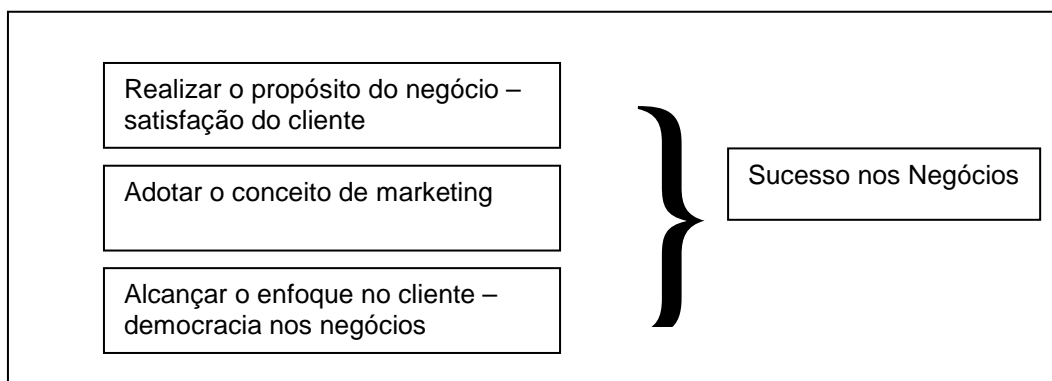 Realizar o propósito do negócio –
satisfação do cliente
Adotar o conceito de marketing
Alcançar o enfoque no cliente –
democracia nos negócios
Sucesso nos Negócios